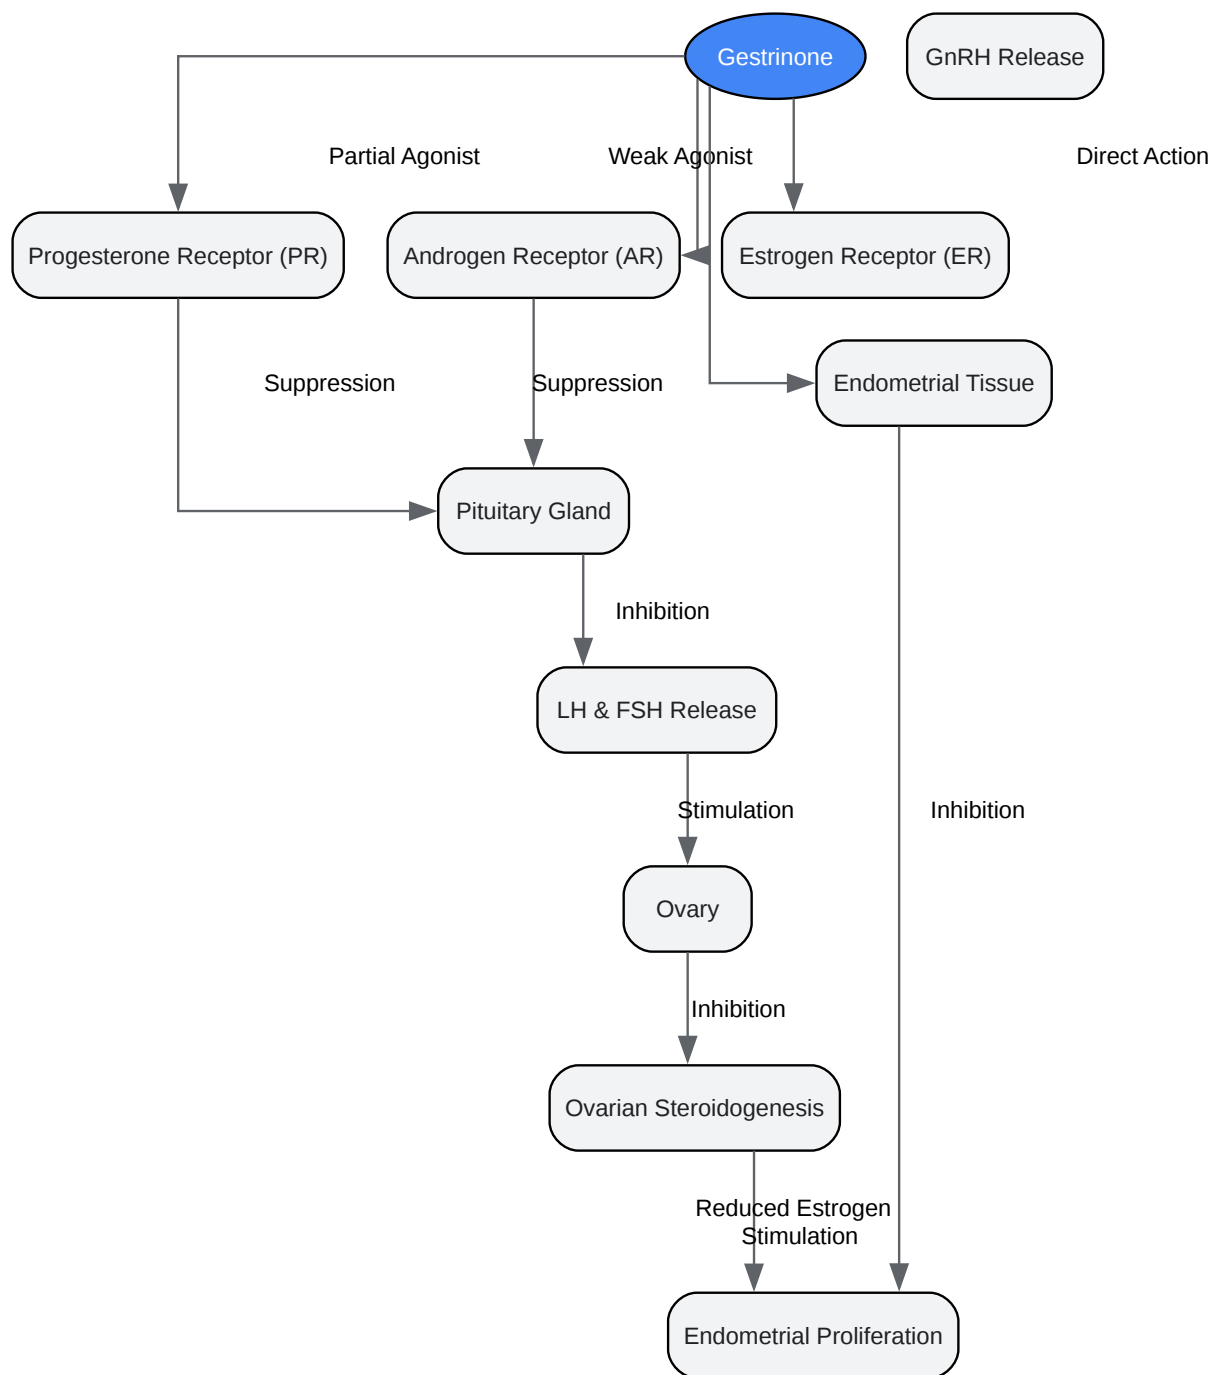 Gestrinone
GnRH Release
Partial Agonist
Weak Agonist
Direct Action
Progesterone Receptor (PR)
Androgen Receptor (AR)
Estrogen Receptor (ER)
Suppression
Suppression
Endometrial Tissue
Pituitary Gland
Inhibition
LH & FSH Release
Stimulation
Inhibition
Ovary
Inhibition
Ovarian Steroidogenesis
Reduced Estrogen
Stimulation
Endometrial Proliferation